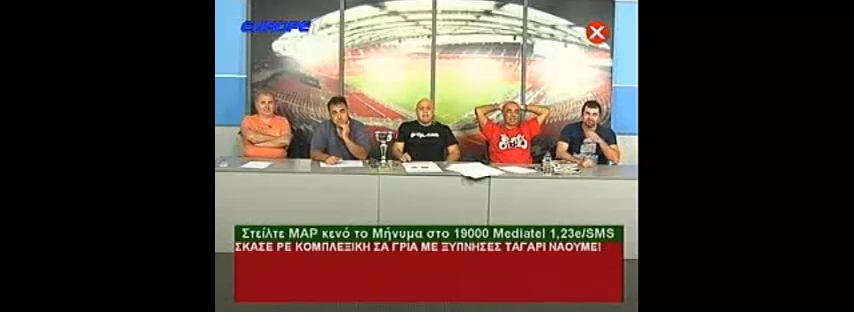 EUROPE
Στείλτε MAP κενό το Μήνυμα στο 19000 Mediatel 1,23e/SMS
ΣΚΑΣΕ ΡΕ ΚΟΜΠΛΕΞΙΚΗ ΣΑ ΓΡΙΑ ΜΕ ΞΥΠΝΗΣΕΣ ΤΑΓΑΡΙ ΝΑΟΥΜΕ!